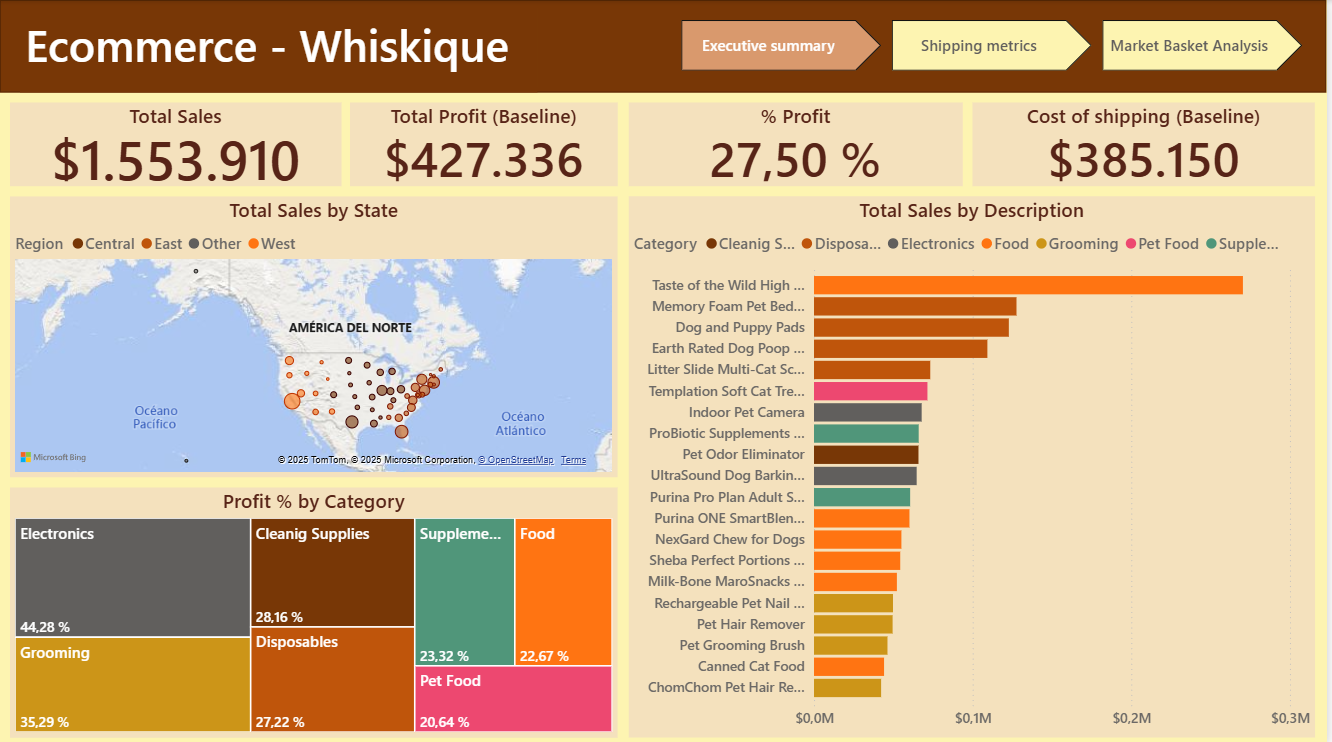 Ecommerce - Whiskique
Executive summary
Shipping metrics
Market Basket Analysis
Total Sales
$1.553.910
Total Profit (Baseline)
$427.336
% Profit
27,50 %
Cost of shipping (Baseline)
$385.150
Total Sales by State
Region Central East Other West
AMÉRICA DEL NORTE
Océano
Pacífico
Océano
Atlántico
Microsoft Bing
© 2025 TomTom, © 2025 Microsoft Corporation, © OpenStreetMap Terms
Profit % by Category
Electronics
44,28 %
Grooming
35,29 %
Cleanig Supplies
28,16 %
Disposables
27,22 %
Suppleme...
23,32 %
Food
22,67 %
Pet Food
20,64 %
Total Sales by Description
Category Cleanig S... Disposa... Electronics Food Grooming Pet Food Supple...
Taste of the Wild High ...
Memory Foam Pet Bed...
Dog and Puppy Pads
Earth Rated Dog Poop ...
Litter Slide Multi-Cat Sc...
Templation Soft Cat Tre...
Indoor Pet Camera
ProBiotic Supplements ...
Pet Odor Eliminator
UltraSound Dog Barkin...
Purina Pro Plan Adult S...
Purina ONE SmartBlen...
NexGard Chew for Dogs
Sheba Perfect Portions ...
Milk-Bone MaroSnacks ...
Rechargeable Pet Nail ...
Pet Hair Remover
Pet Grooming Brush
Canned Cat Food
ChomChom Pet Hair Re...
$0,0M $0,1M $0,2M $0,3M